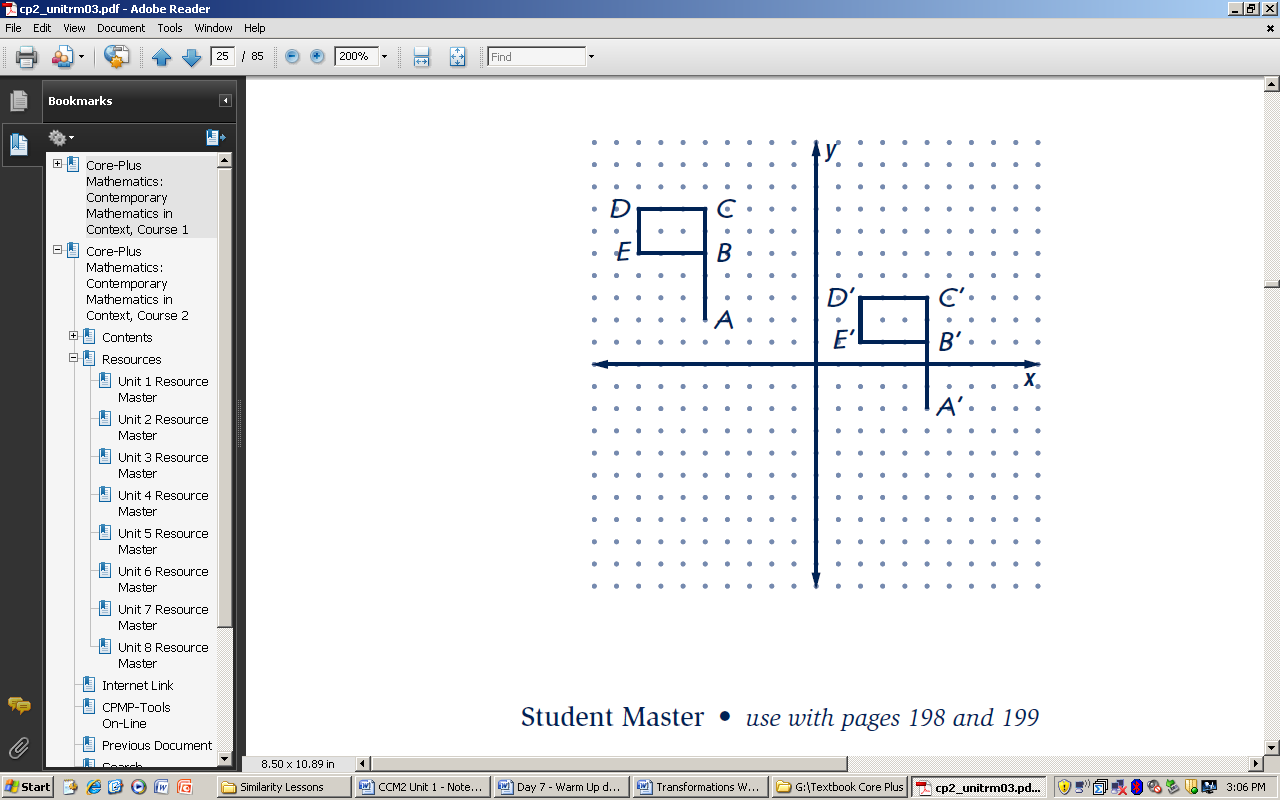 cp2_unitrm03.pdf - Adobe Reader
File Edit View Document Tools Window Help
25 / 85 200% Find
Bookmarks
Core-Plus
Mathematics:
Contemporary
Mathematics in
Context, Course 1
Core-Plus
Mathematics:
Contemporary
Mathematics in
Context, Course 2
Contents
Resources
Unit 1 Resource
Master
Unit 2 Resource
Master
Unit 3 Resource
Master
Unit 4 Resource
Master
Unit 5 Resource
Master
Unit 6 Resource
Master
Unit 7 Resource
Master
Unit 8 Resource
Master
Internet Link
CPMP-Tools
On-Line
Previous Document
Search
y
D C
E B
A
D′ C′
E′ B′
x
A′
Student Master • use with pages 198 and 199
8.50 x 10.89 in
Start Similarity Lessons CCM2 Unit 1 - Note... Day 7 - Warm Up d... Transformations W... G:\Textbook Core Plus cp2_unitrm03.pd... 3:06 PM